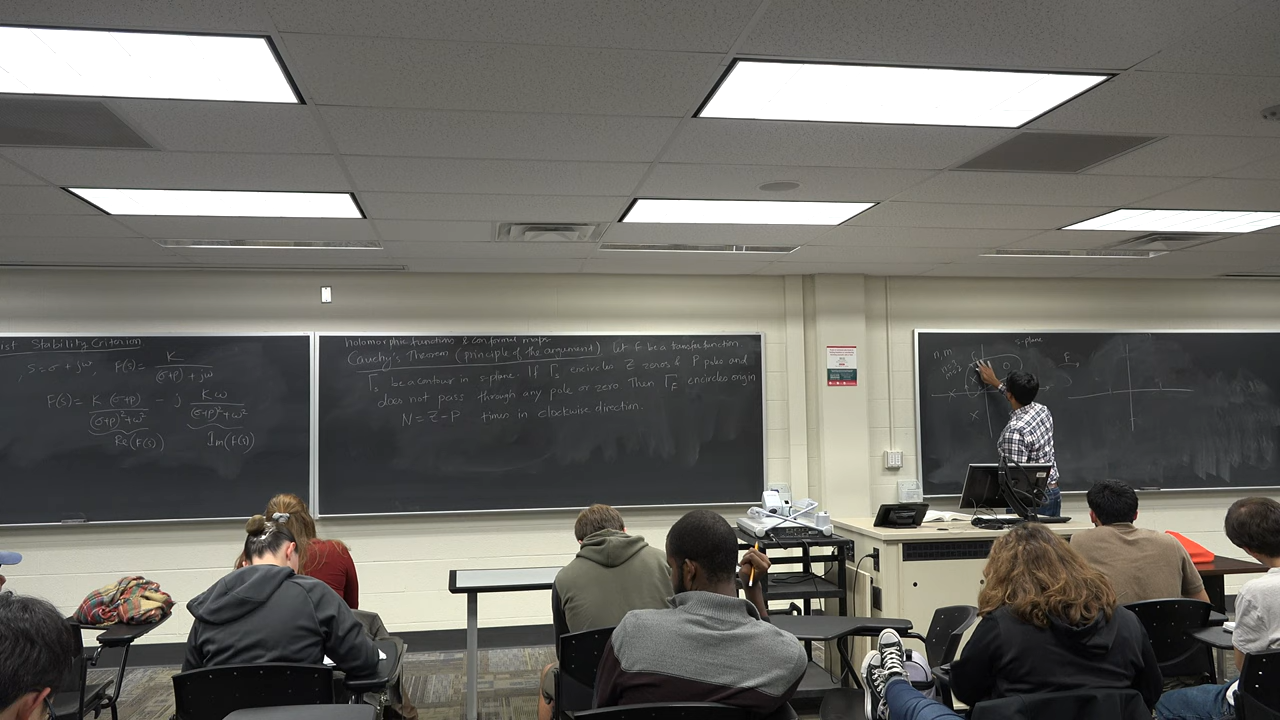 ist Stability Criterion
s = σ + jω, F(s) = K / (σ+p) + jω
F(s) = K (σ+p) / (σ+p)² + ω² - j Kω / (σ+p)² + ω²
Re(F(s)) Im(F(s))
holomorphic functions & conformal maps
Cauchy's Theorem (principle of the argument) Let F be a transfer function
Γs be a contour in s-plane. If Γs encircles Z zeros & P poles and
does not pass through any pole or zero. Then ΓF encircles origin
N = Z - P times in clockwise direction.
s-plane
F